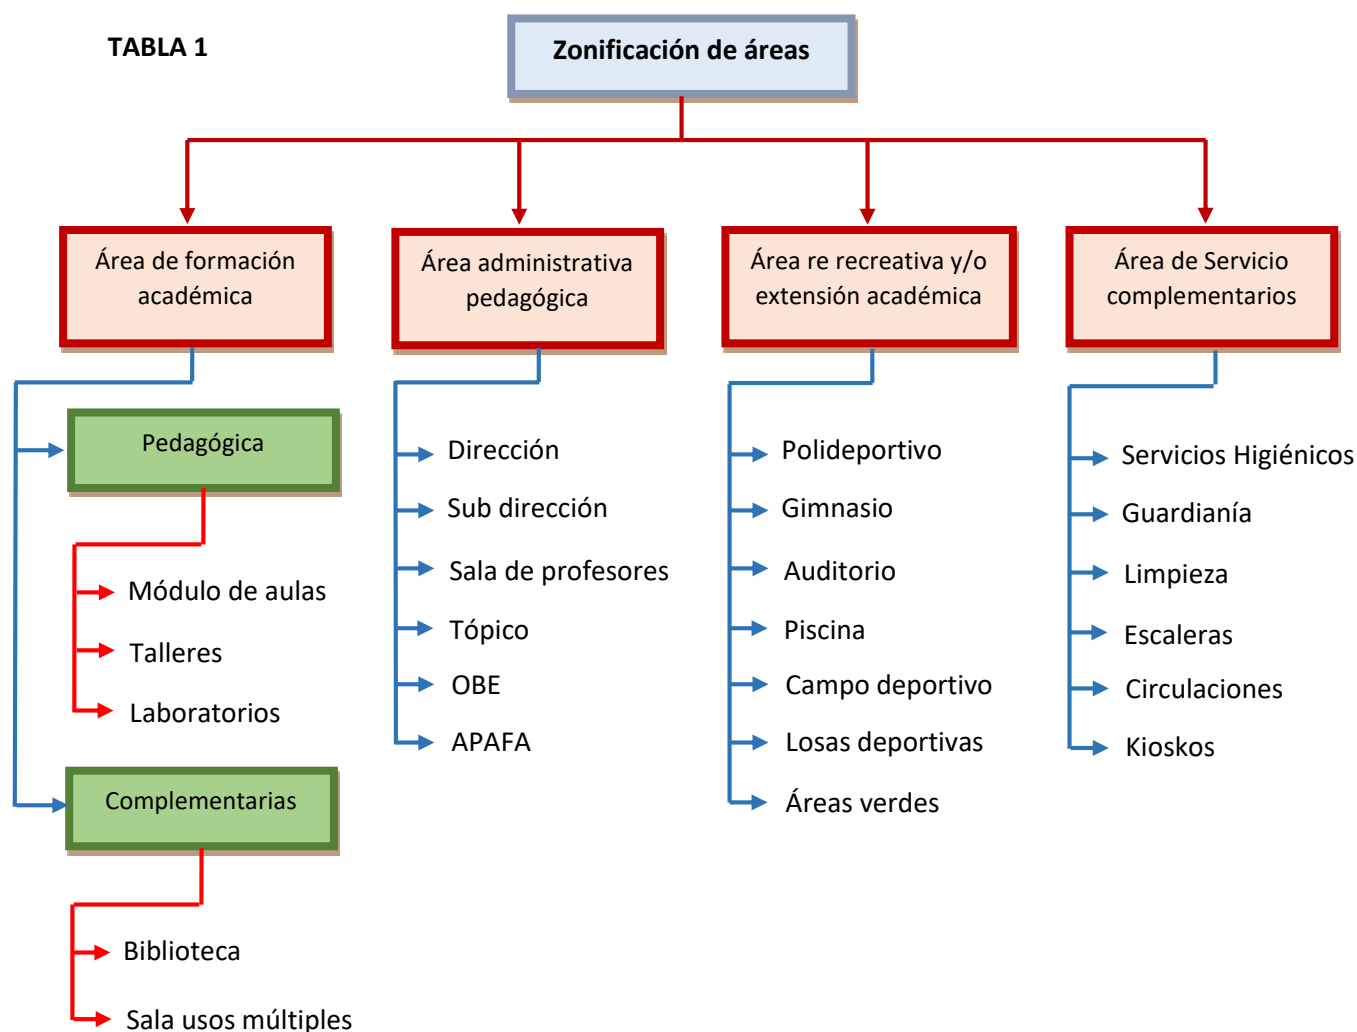 TABLA 1
Zonificación de áreas
Área de formación
académica
Área administrativa
pedagógica
Área re recreativa y/o
extensión académica
Área de Servicio
complementarios
Pedagógica
Módulo de aulas
Talleres
Laboratorios
Complementarias
Biblioteca
Sala usos múltiples
Dirección
Sub dirección
Sala de profesores
Tópico
OBE
APAFA
Polideportivo
Gimnasio
Auditorio
Piscina
Campo deportivo
Losas deportivas
Áreas verdes
Servicios Higiénicos
Guardianía
Limpieza
Escaleras
Circulaciones
Kioskos